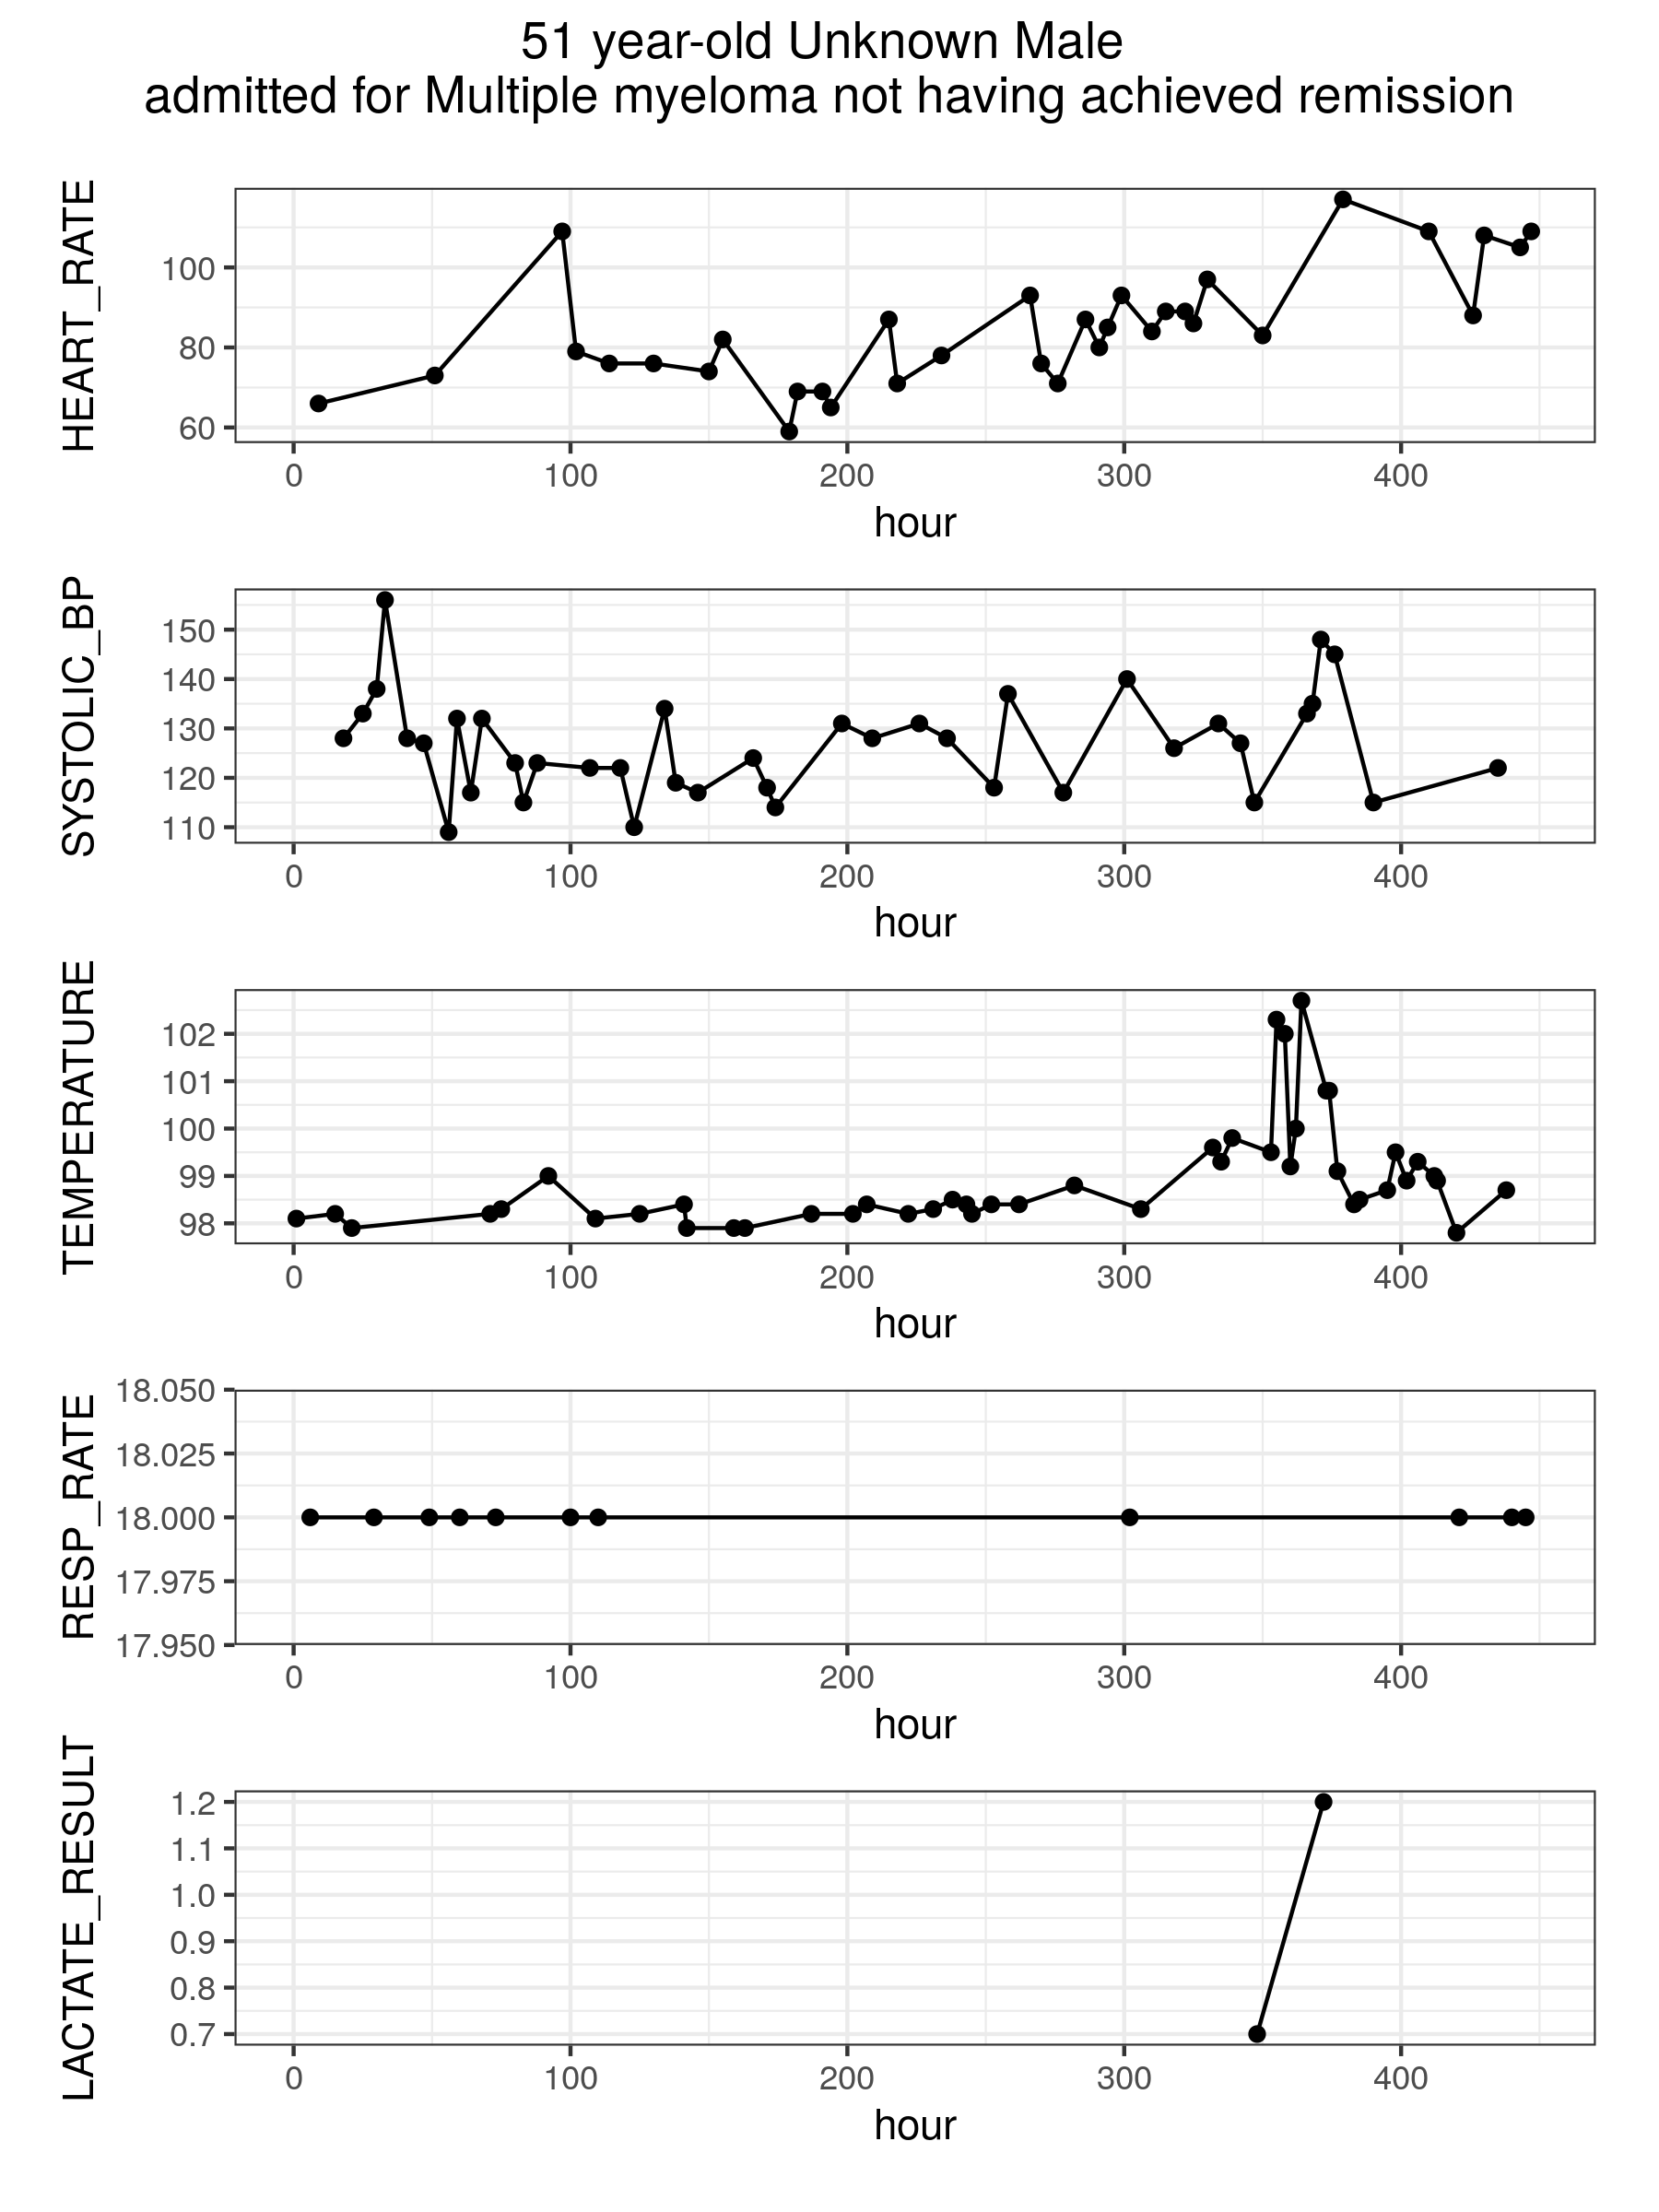 51 year-old Unknown Male
admitted for Multiple myeloma not having achieved remission
HEART_RATE
100
80
60
0 100 200 300 400
hour
SYSTOLIC_BP
150
140
130
120
110
0 100 200 300 400
hour
TEMPERATURE
102
101
100
99
98
0 100 200 300 400
hour
RESP_RATE
18.050
18.025
18.000
17.975
17.950
0 100 200 300 400
hour
LACTATE_RESULT
1.2
1.1
1.0
0.9
0.8
0.7
0 100 200 300 400
hour